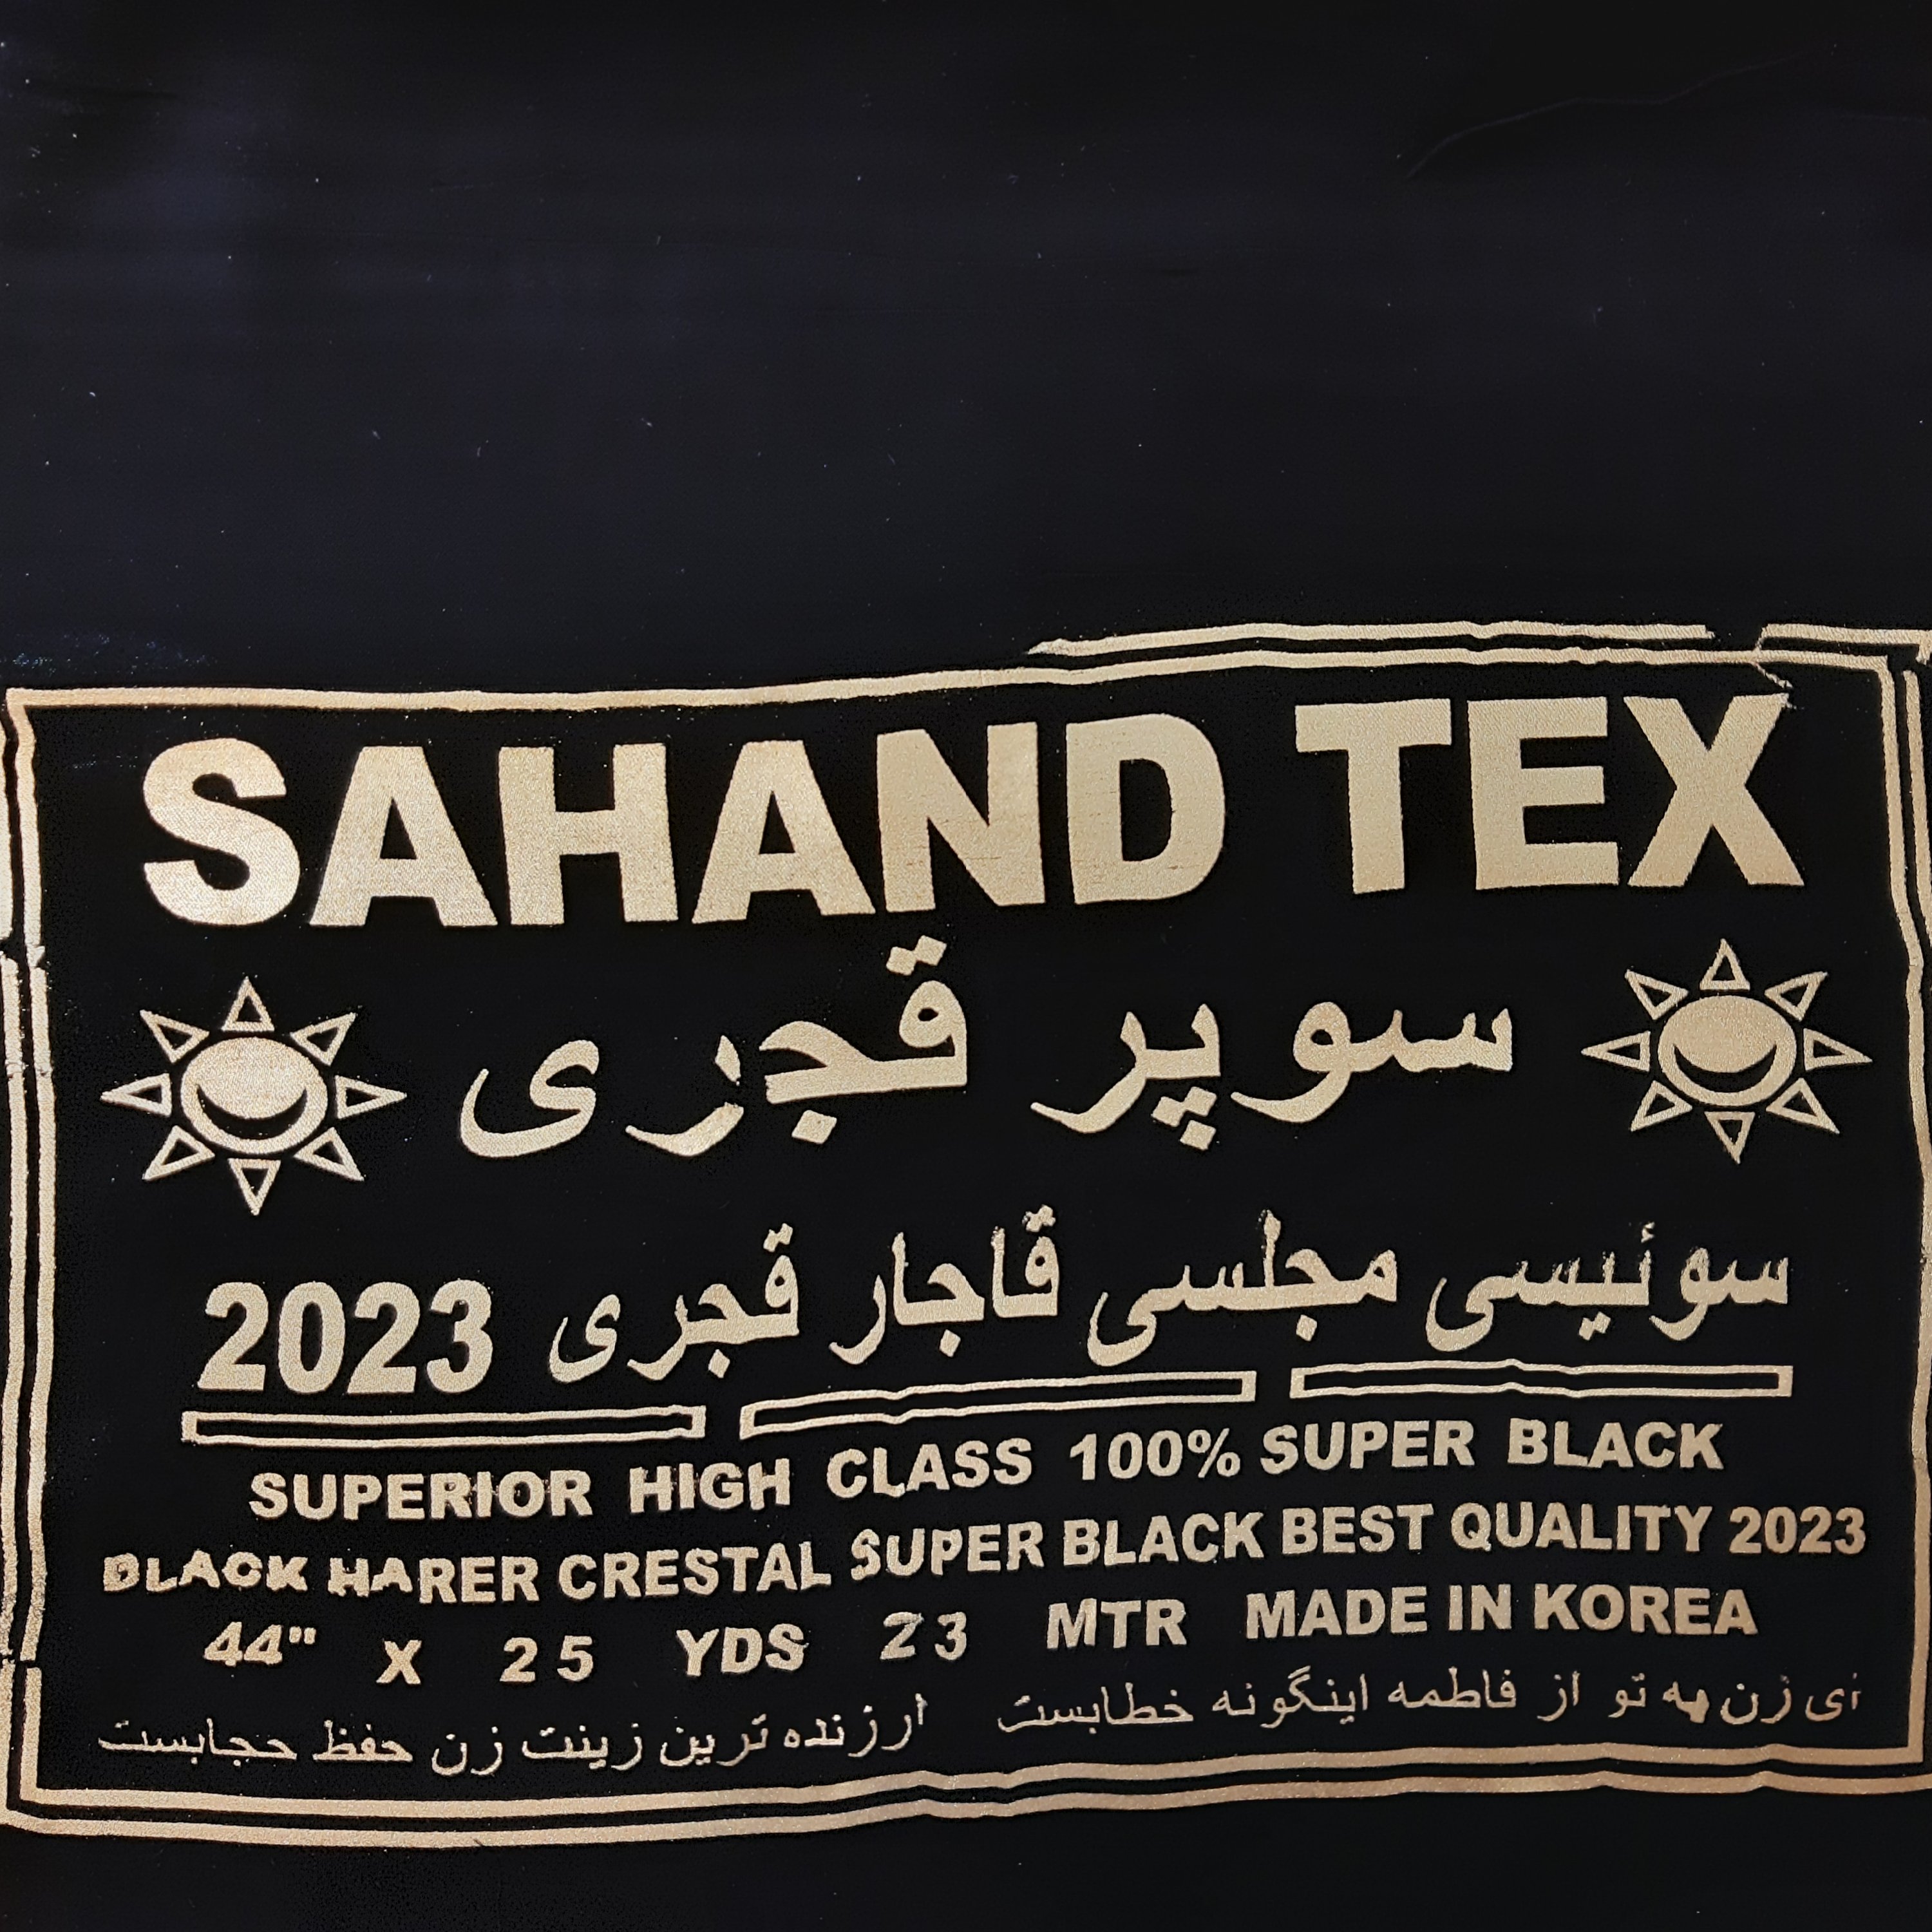 SAHAND TEX
سوپر قجری
سوئیسی مجلسی قاجار قجری 2023
SUPERIOR HIGH CLASS 100% SUPER BLACK
BLACK HARER CRESTAL SUPER BLACK BEST QUALITY 2023
44" X 25 YDS 23 MTR MADE IN KOREA
ای زن به تو از فاطمه اینگونه خطابست ارزنده ترین زینت زن حفظ حجابست